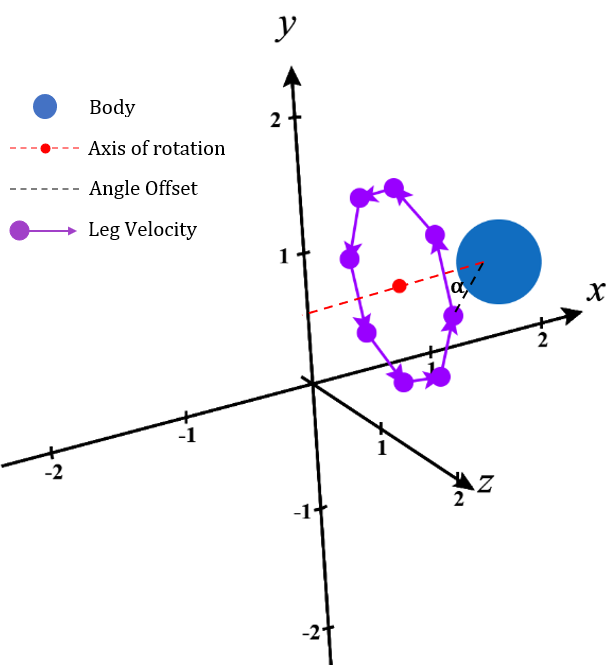 y
2
Body
Axis of rotation
Angle Offset
Leg Velocity
1
α
x
2
1
-1
1
-2
z
2
-1
-2